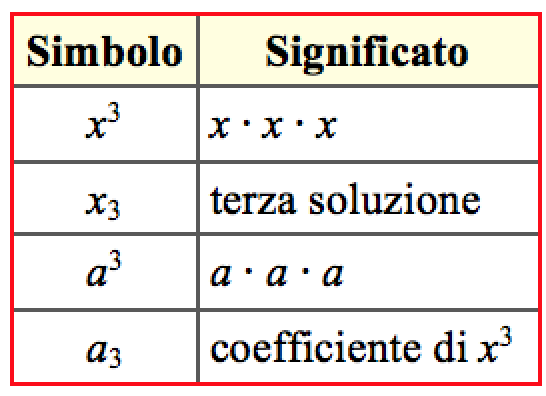 Simbolo Significato
x³ x · x · x
x₃ terza soluzione
a³ a · a · a
a₃ coefficiente di x³